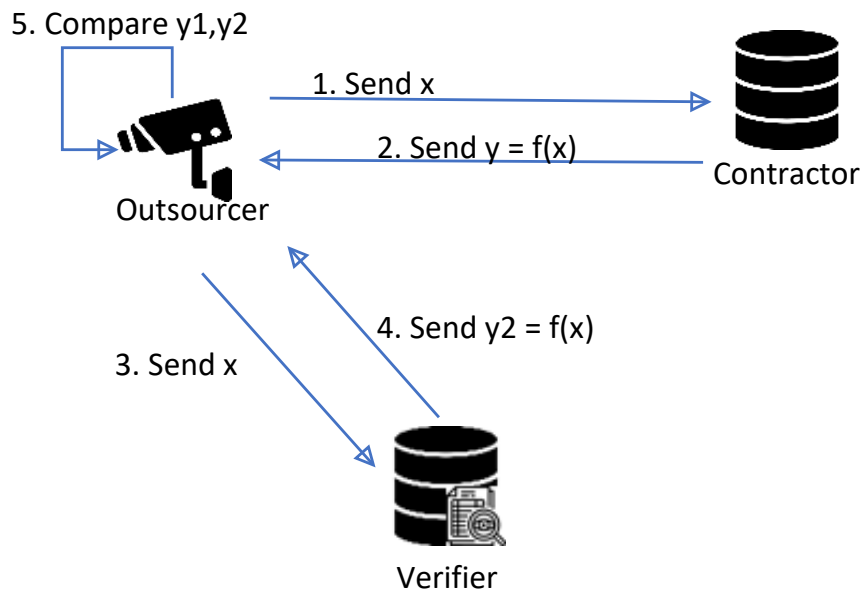 5. Compare y1,y2
1. Send x
2. Send y = f(x)
Contractor
Outsourcer
4. Send y2 = f(x)
3. Send x
Verifier